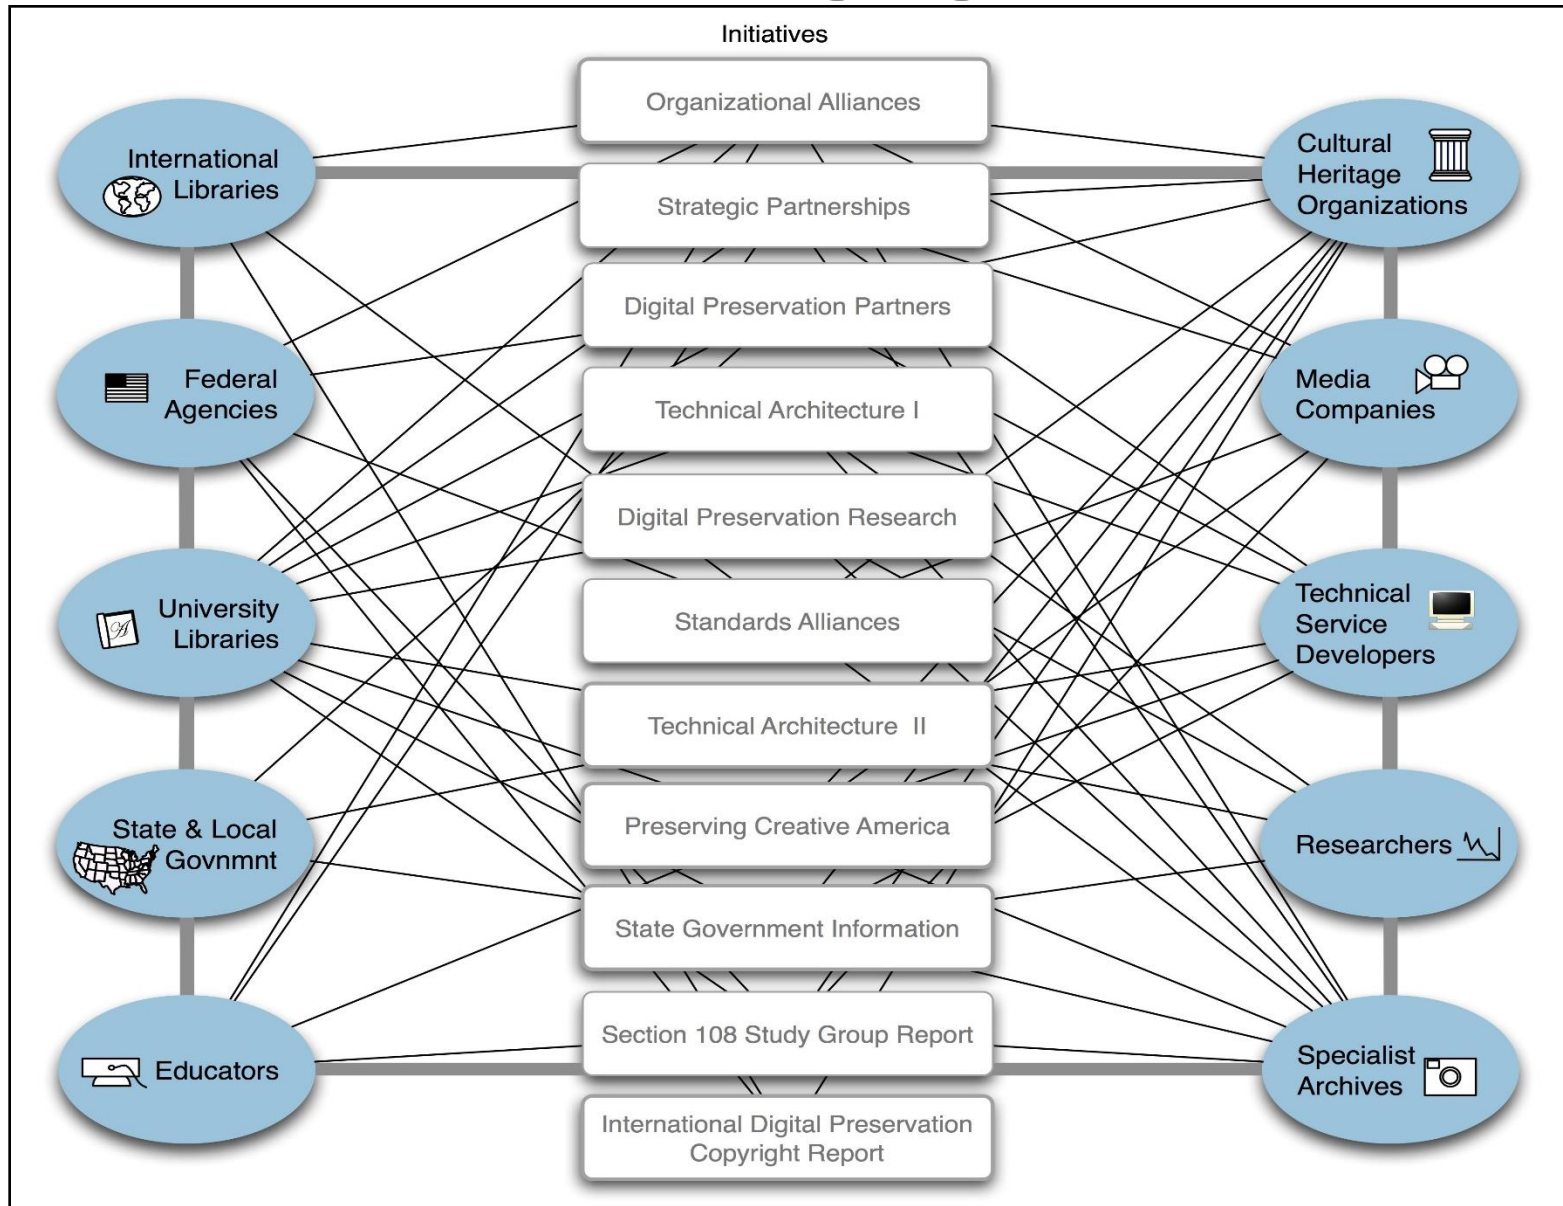 Initiatives
Organizational Alliances
Strategic Partnerships
Digital Preservation Partners
Technical Architecture I
Digital Preservation Research
Standards Alliances
Technical Architecture  II
Preserving Creative America
State Government Information
Section 108 Study Group Report
International Digital Preservation
Copyright Report
International
Libraries
Federal
Agencies
University
Libraries
A
State & Local
Govnmnt
Educators
Cultural
Heritage
Organizations
Media
Companies
Technical
Service
Developers
Researchers
Specialist
Archives